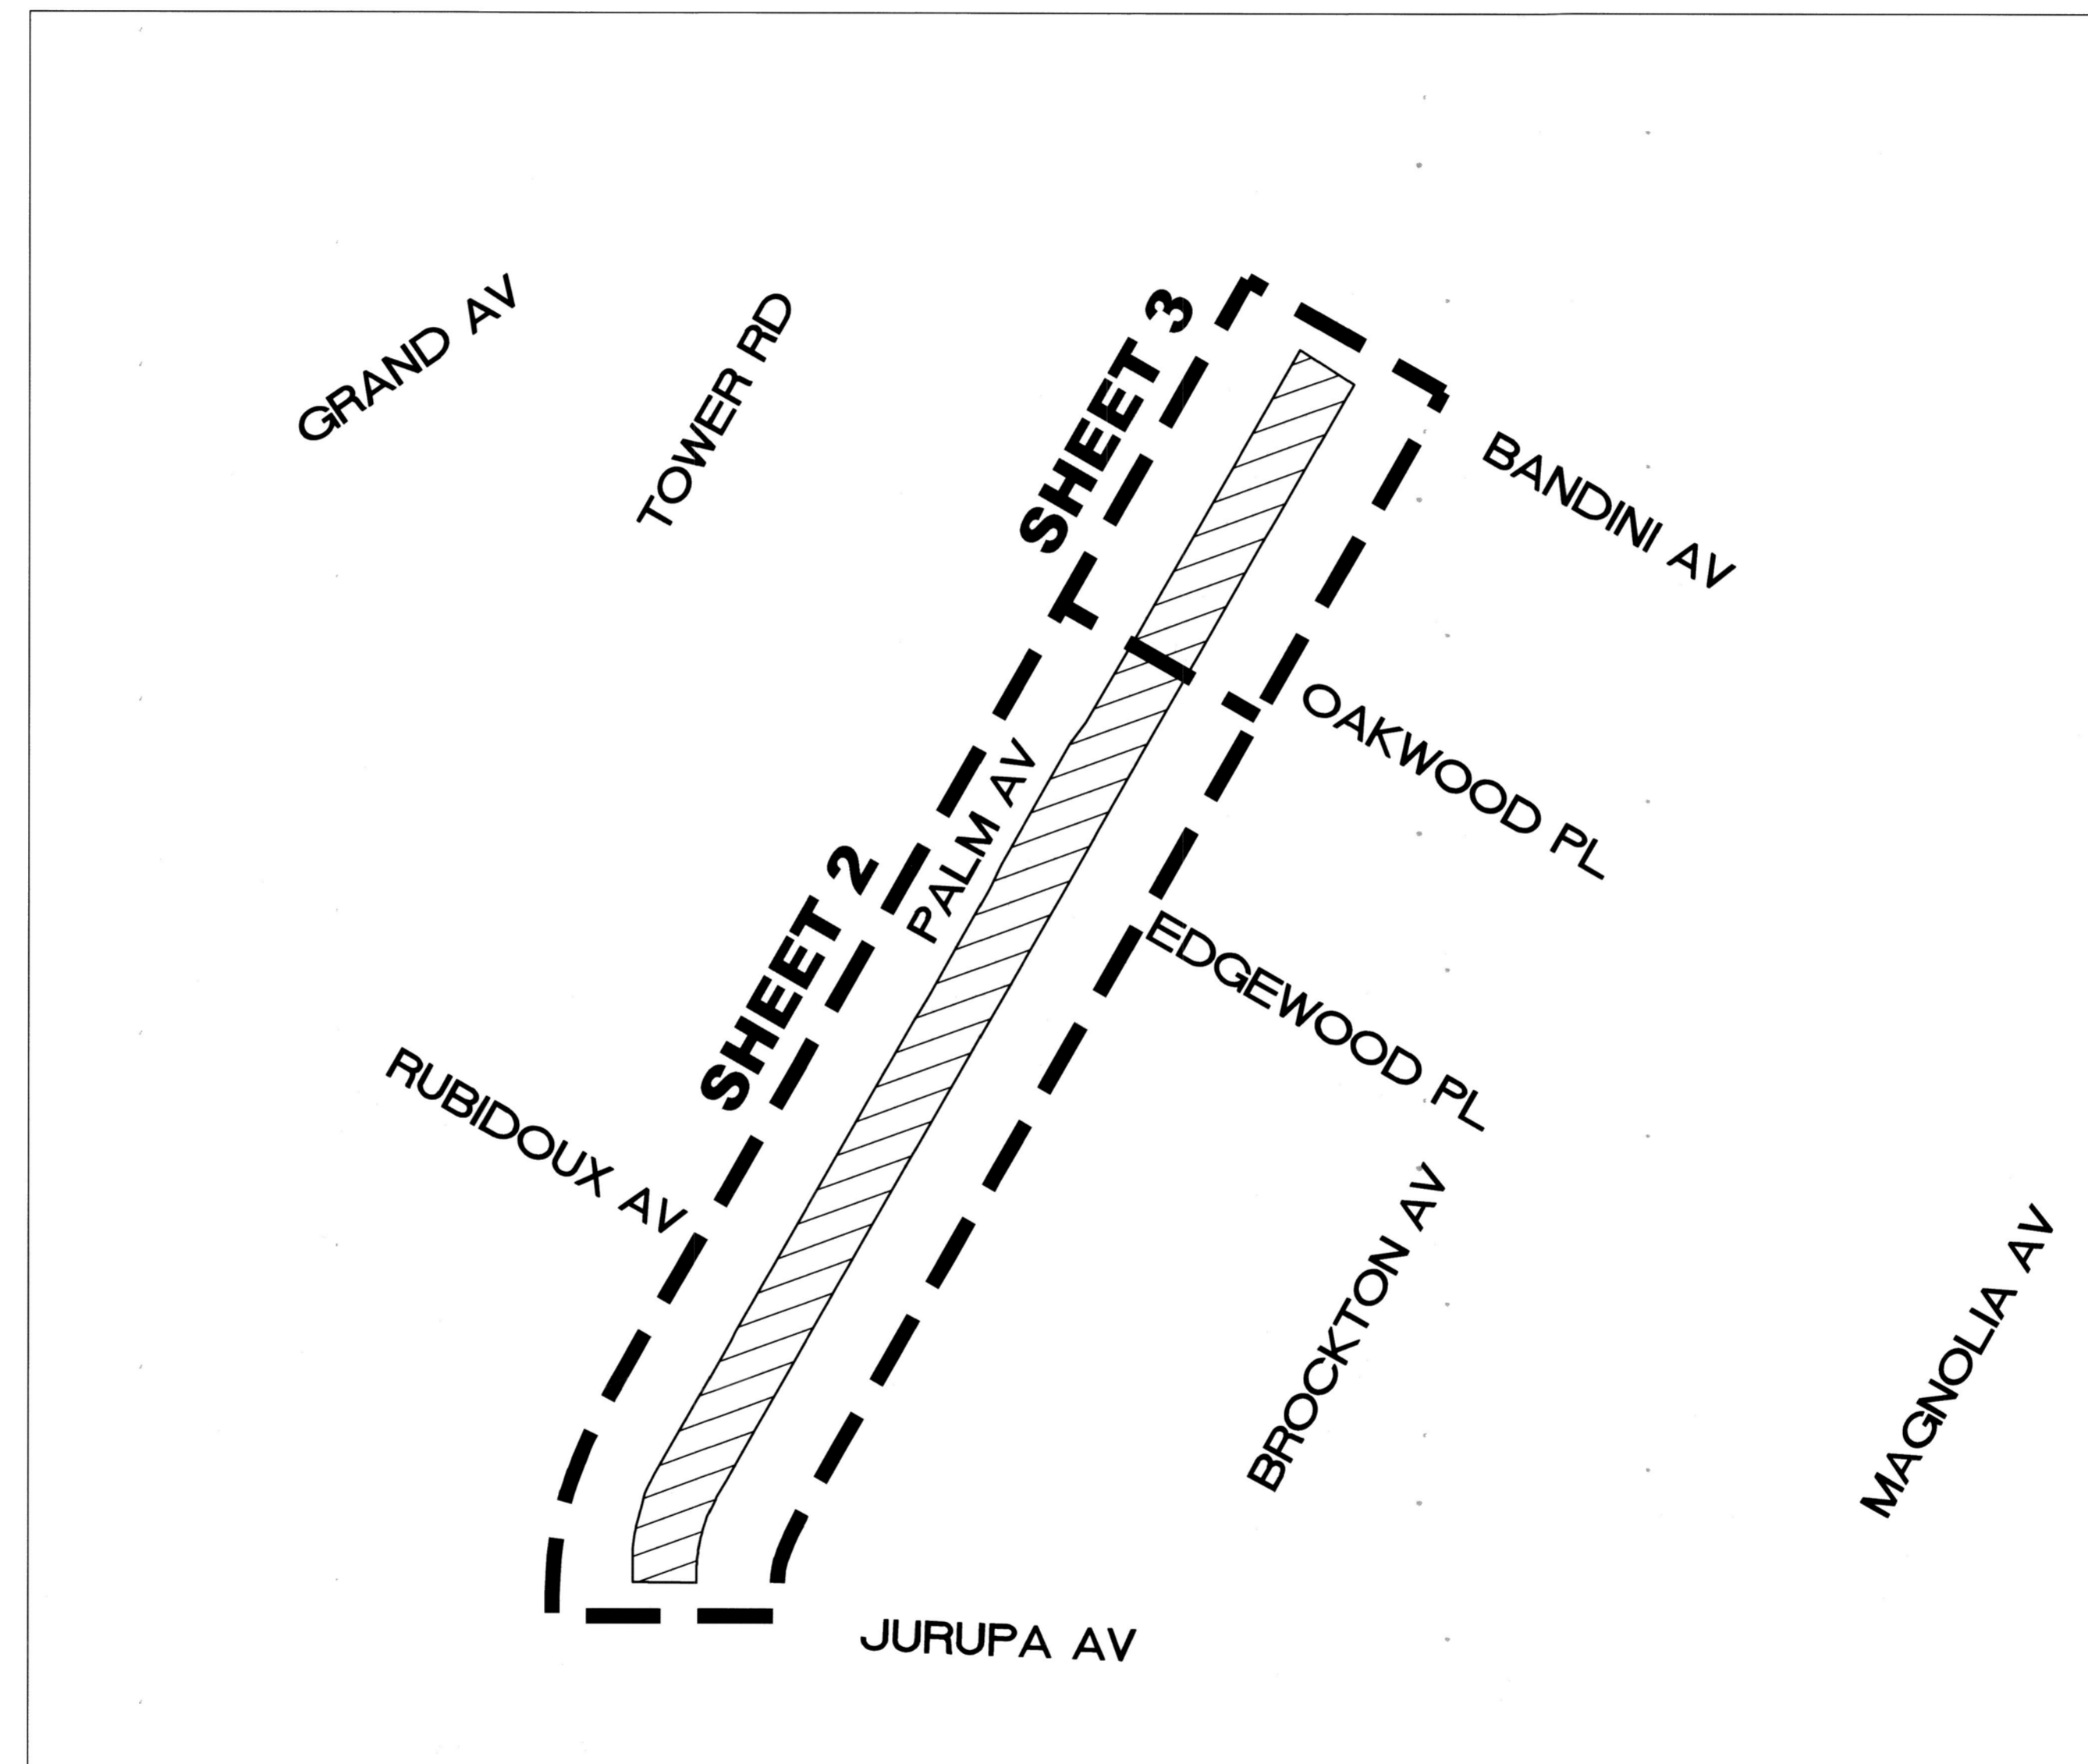 GRAND AV
TOWER RD
SHEET 3
BANDINI AV
OAKWOOD PL
PALM AV
SHEET 2
EDGEWOOD PL
RUBIDOUX AV
BROCKTON AV
MAGNOLIA AV
JURUPA AV